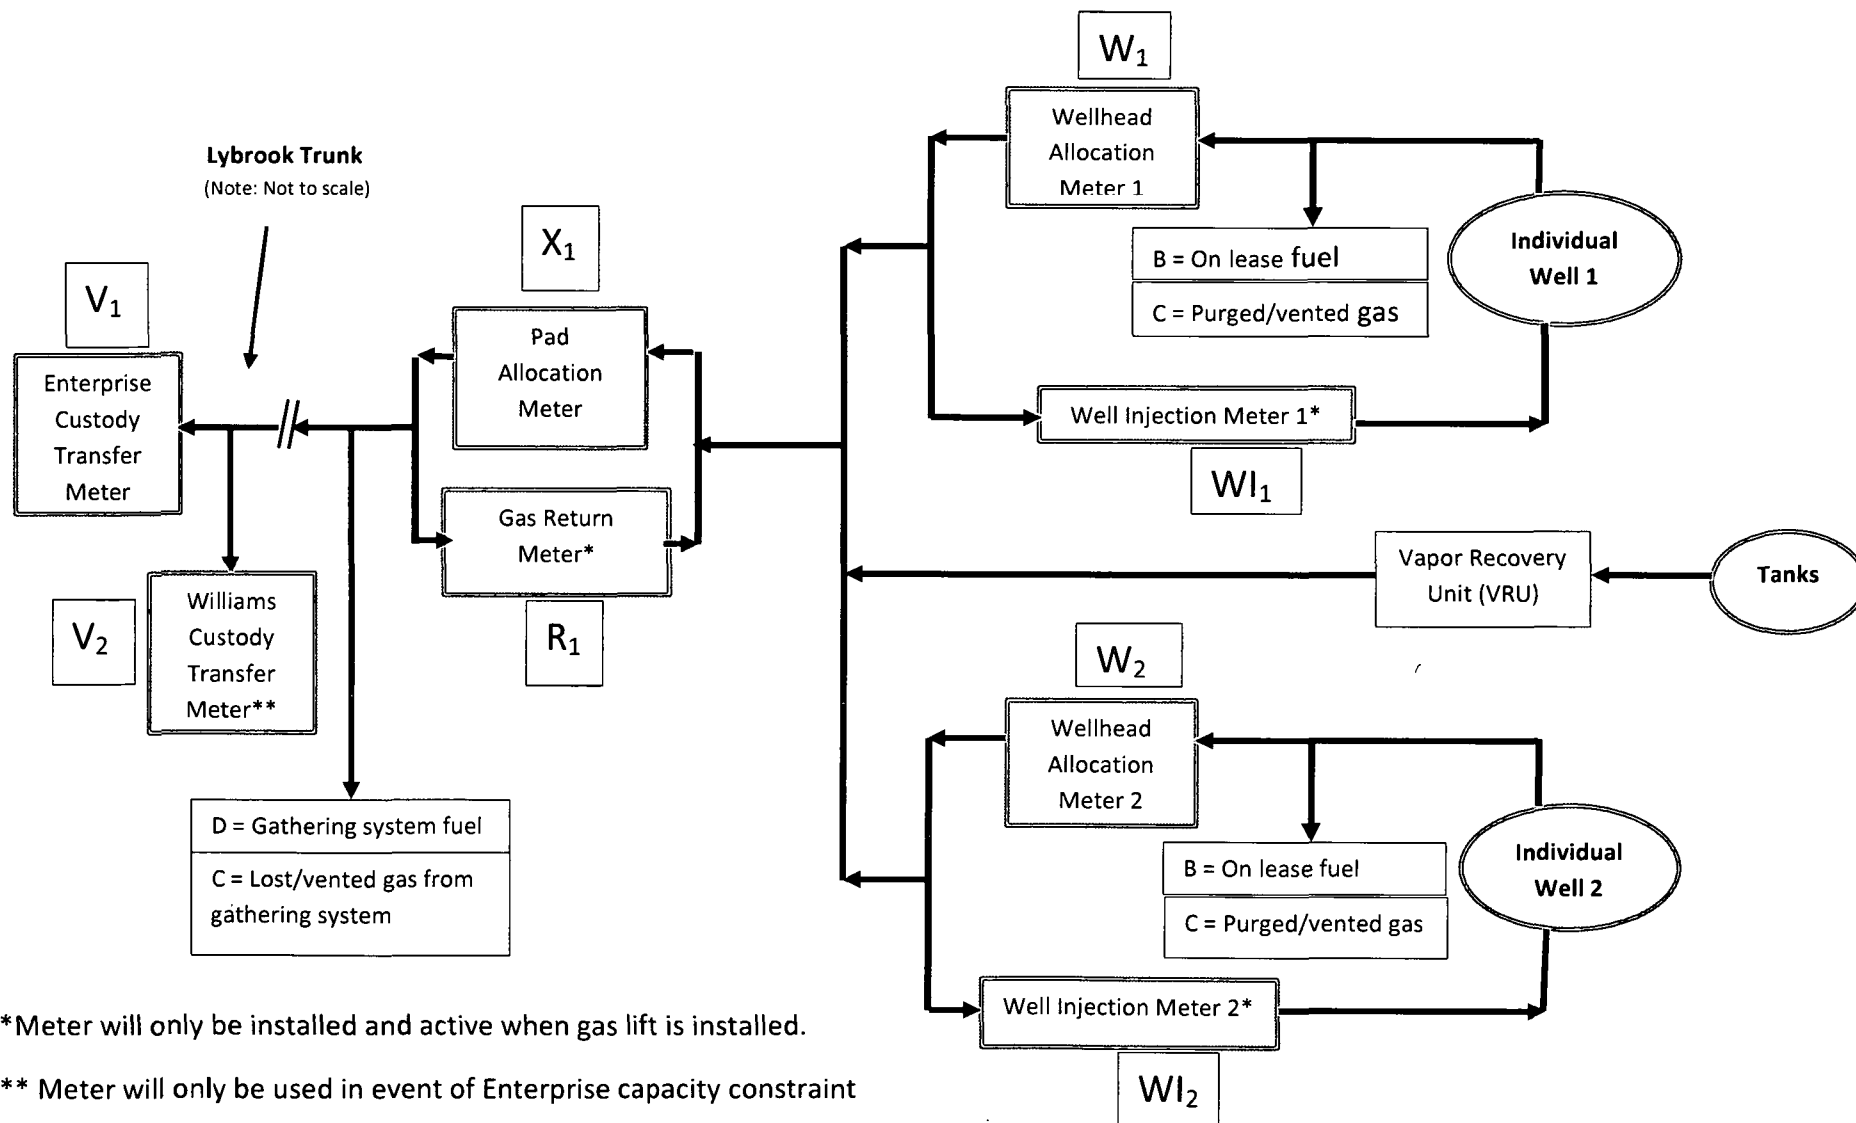 W₁
Wellhead
Allocation
Meter 1
Lybrook Trunk
(Note: Not to scale)
X₁
B = On lease fuel
C = Purged/vented gas
Individual
Well 1
V₁
Pad
Allocation
Meter
Enterprise
Custody
Transfer
Meter
Well Injection Meter 1*
WI₁
Gas Return
Meter*
R₁
Vapor Recovery
Unit (VRU)
Tanks
V₂
Williams
Custody
Transfer
Meter**
W₂
Wellhead
Allocation
Meter 2
D = Gathering system fuel
C = Lost/vented gas from
gathering system
B = On lease fuel
C = Purged/vented gas
Individual
Well 2
Well Injection Meter 2*
WI₂
*Meter will only be installed and active when gas lift is installed.
** Meter will only be used in event of Enterprise capacity constraint